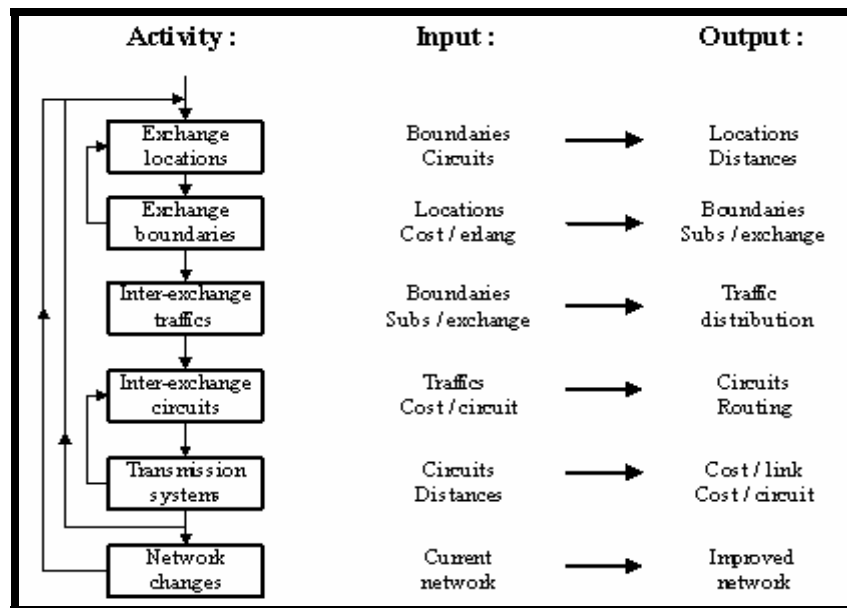 Activity : Input : Output :
Exchange locations
Boundaries Circuits
Locations Distances
Exchange boundaries
Locations Cost / erlang
Boundaries Subs / exchange
Inter-exchange traffics
Boundaries Subs / exchange
Traffic distribution
Inter-exchange circuits
Traffics Cost / circuit
Circuits Routing
Transmission systems
Circuits Distances
Cost / link Cost / circuit
Network changes
Current network
Improved network